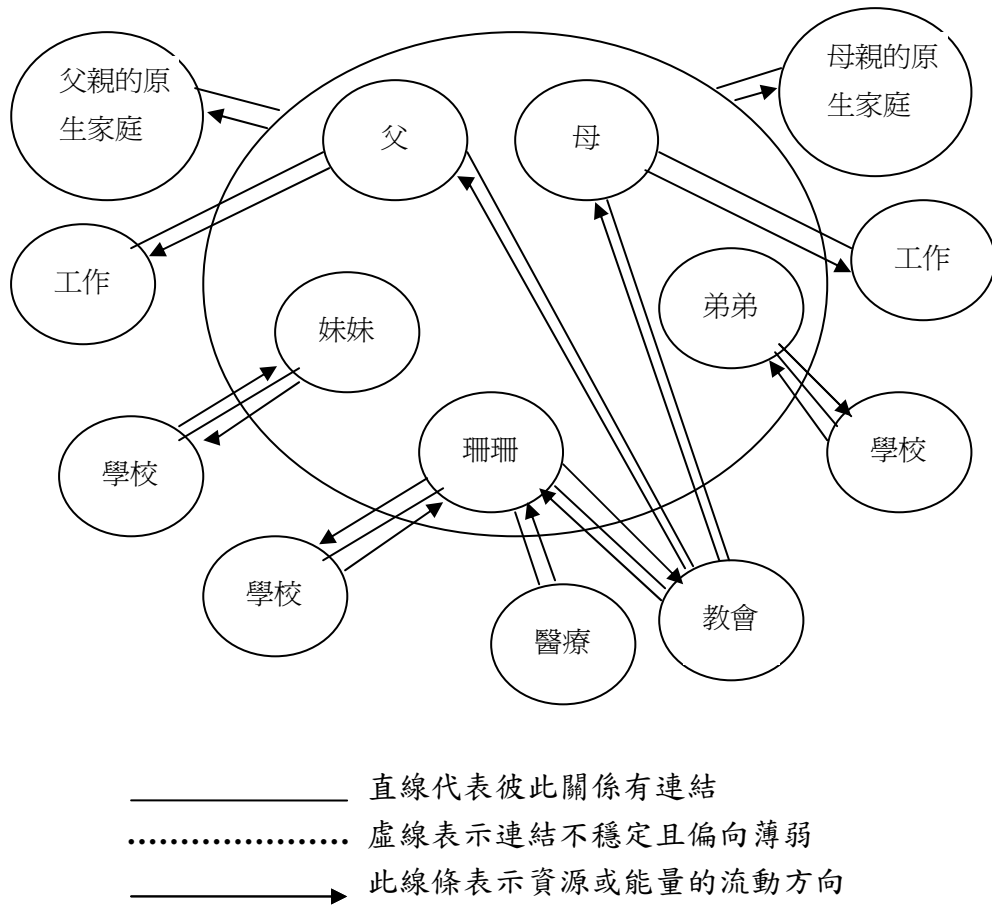 父親的原
生家庭
母親的原
生家庭
父
母
工作
工作
妹妹
弟弟
學校
珊珊
學校
學校
醫療
教會
直線代表彼此關係有連結
虛線表示連結不穩定且偏向薄弱
此線條表示資源或能量的流動方向